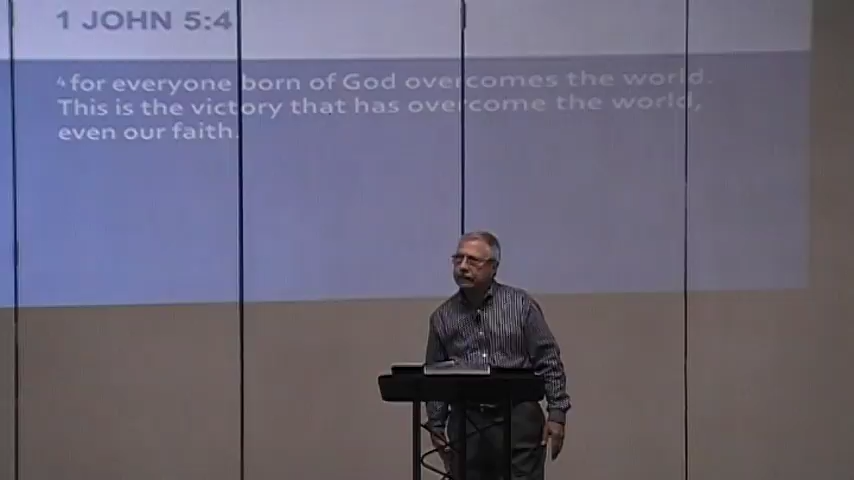 1 JOHN 5:4
4 for everyone born of God overcomes the world.
This is the victory that has overcome the world,
even our faith.